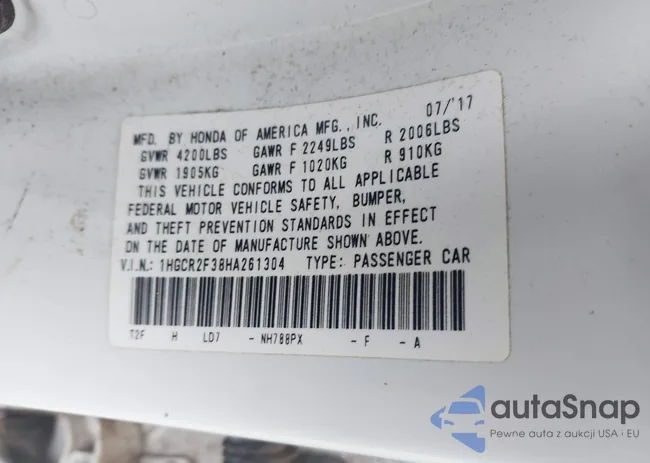 MFD. BY HONDA OF AMERICA MFG., INC. 07/'17
GVWR 4200LBS GAWR F 2249LBS R 2006LBS
GVWR 1905KG GAWR F 1020KG R 910KG
THIS VEHICLE CONFORMS TO ALL APPLICABLE
FEDERAL MOTOR VEHICLE SAFETY, BUMPER,
AND THEFT PREVENTION STANDARDS IN EFFECT
ON THE DATE OF MANUFACTURE SHOWN ABOVE.
V.I.N.: 1HGCR2F38HA261304 TYPE: PASSENGER CAR
T2F H LD7 - NH788PX - F - A
autaSnap
Pewne auta z aukcji USA i EU